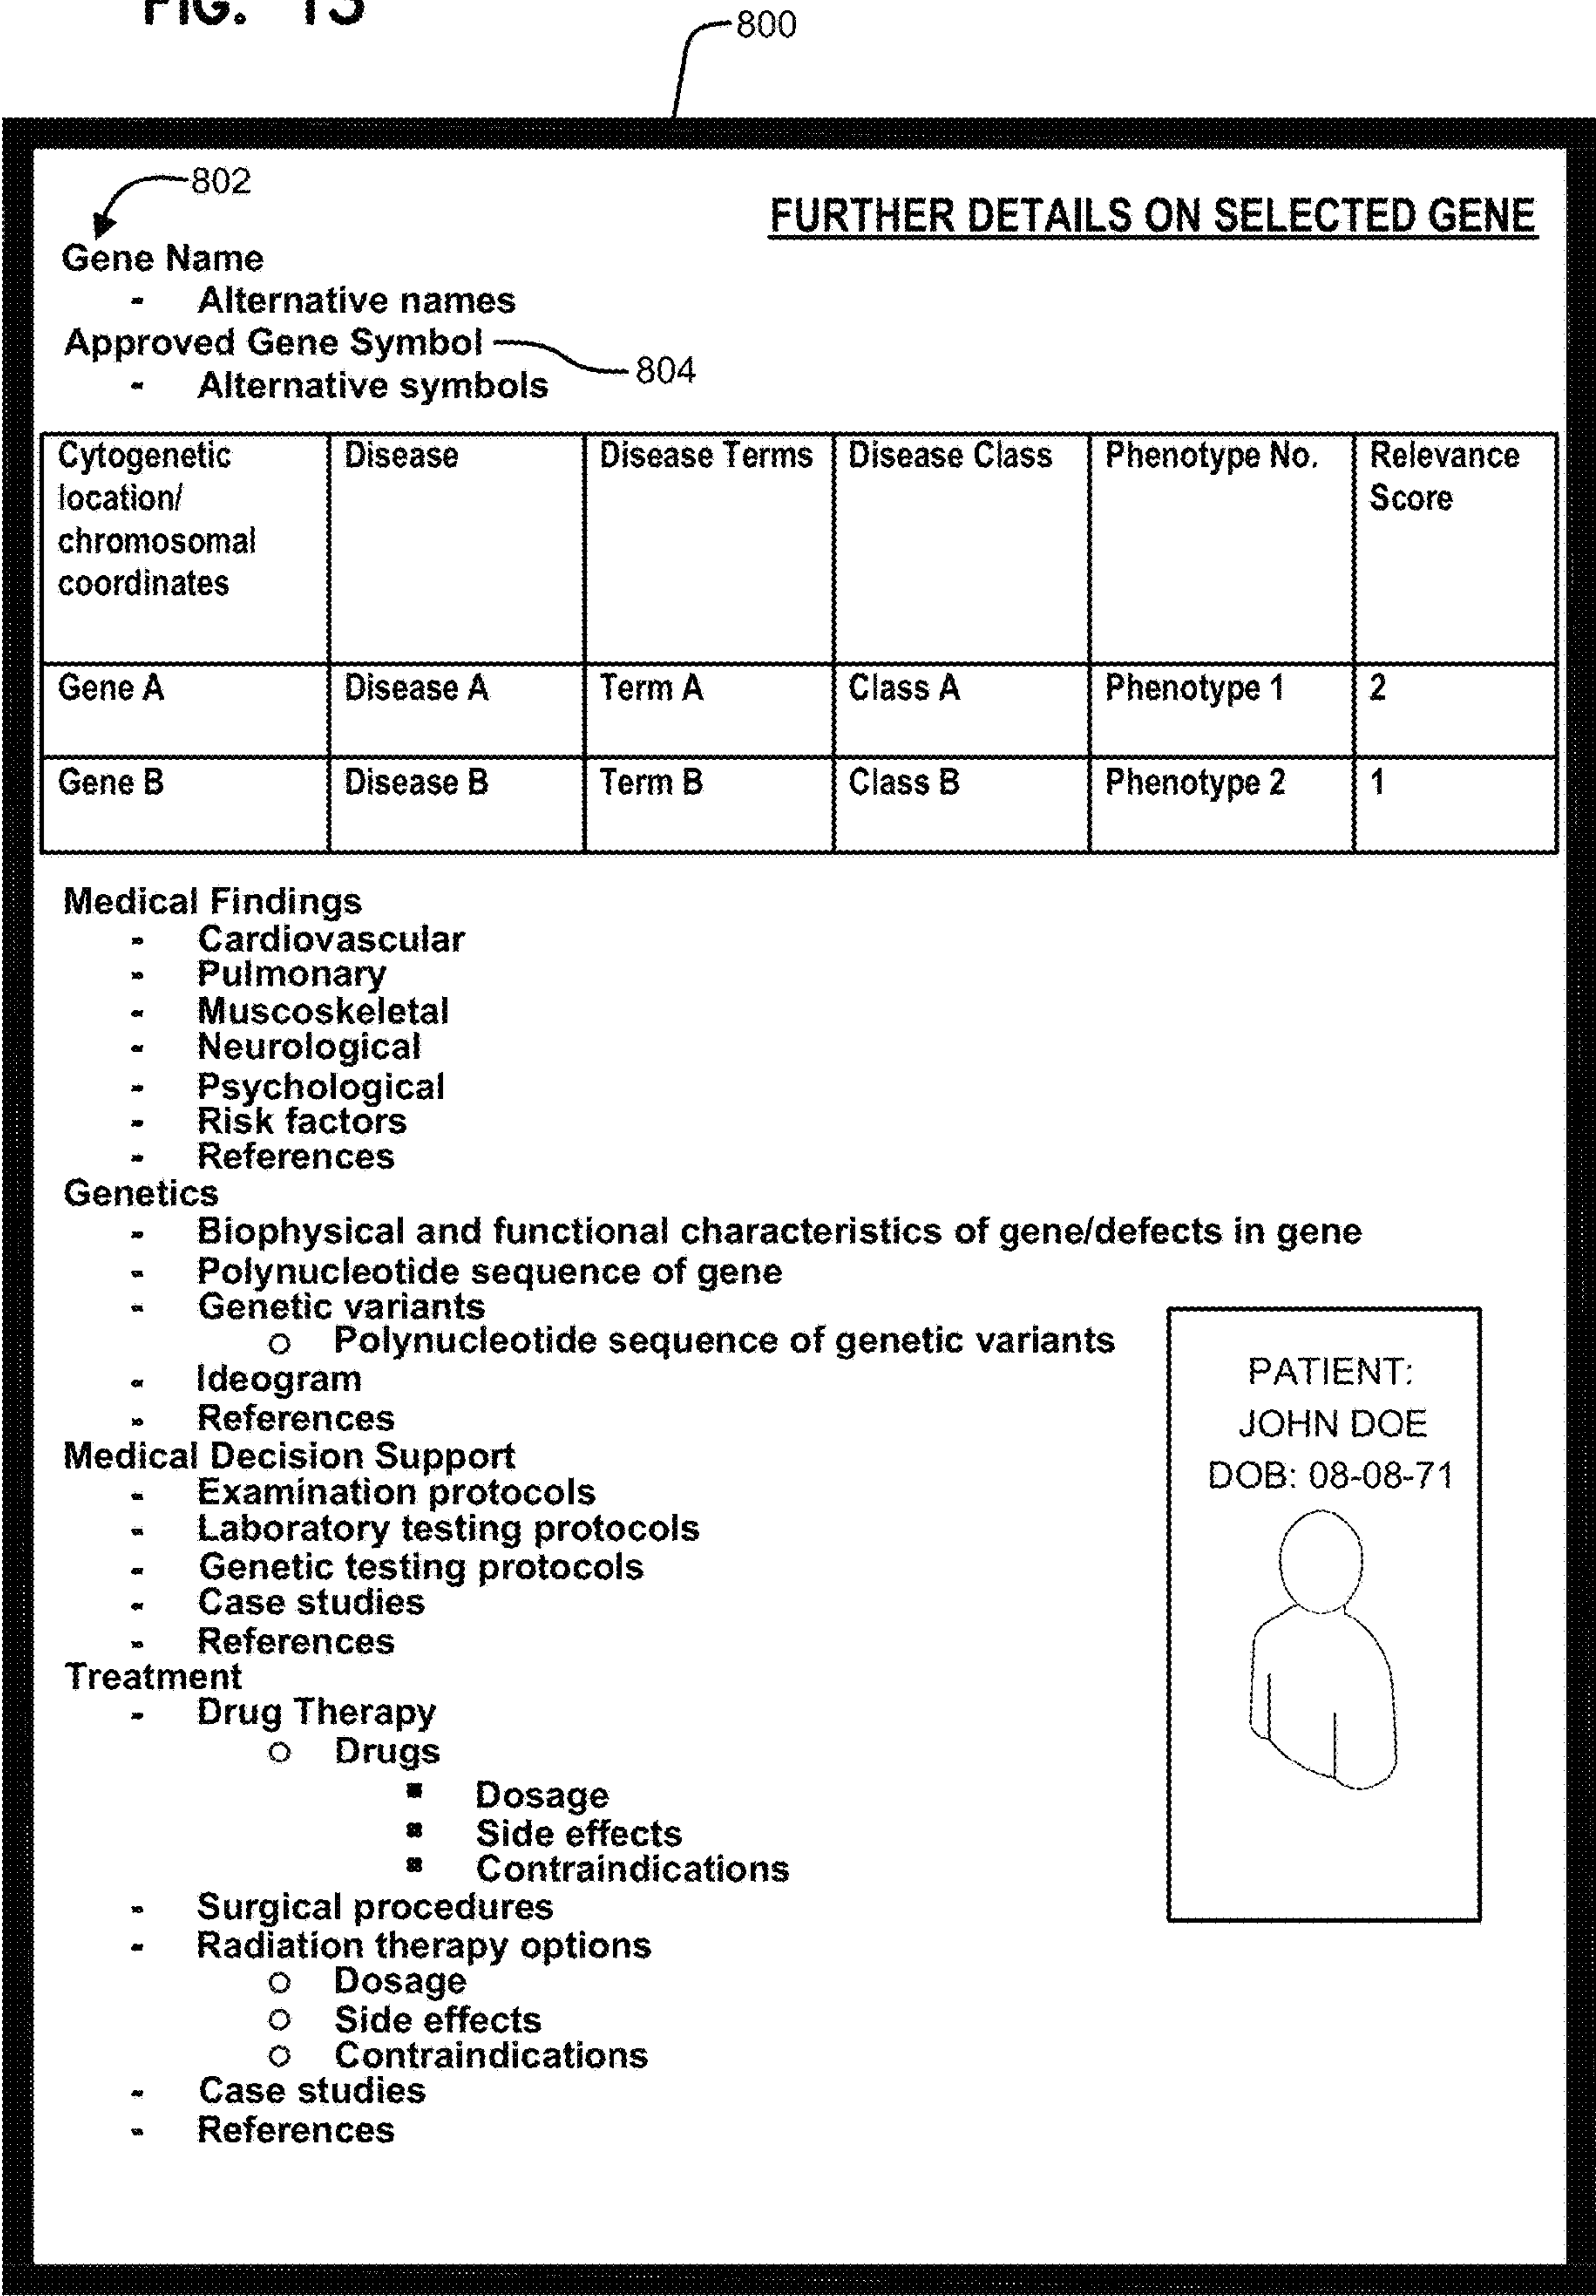 FIG. 13
800
802
FURTHER DETAILS ON SELECTED GENE
Gene Name
- Alternative names
Approved Gene Symbol
804
- Alternative symbols
Cytogenetic location/ chromosomal coordinates | Disease | Disease Terms | Disease Class | Phenotype No. | Relevance Score
Gene A | Disease A | Term A | Class A | Phenotype 1 | 2
Gene B | Disease B | Term B | Class B | Phenotype 2 | 1
Medical Findings
- Cardiovascular
- Pulmonary
- Muscoskeletal
- Neurological
- Psychological
- Risk factors
- References
Genetics
- Biophysical and functional characteristics of gene/defects in gene
- Polynucleotide sequence of gene
- Genetic variants
o Polynucleotide sequence of genetic variants
- Ideogram
- References
Medical Decision Support
- Examination protocols
- Laboratory testing protocols
- Genetic testing protocols
- Case studies
- References
Treatment
- Drug Therapy
o Drugs
▪ Dosage
▪ Side effects
▪ Contraindications
- Surgical procedures
- Radiation therapy options
o Dosage
o Side effects
o Contraindications
- Case studies
- References
PATIENT:
JOHN DOE
DOB: 08-08-71